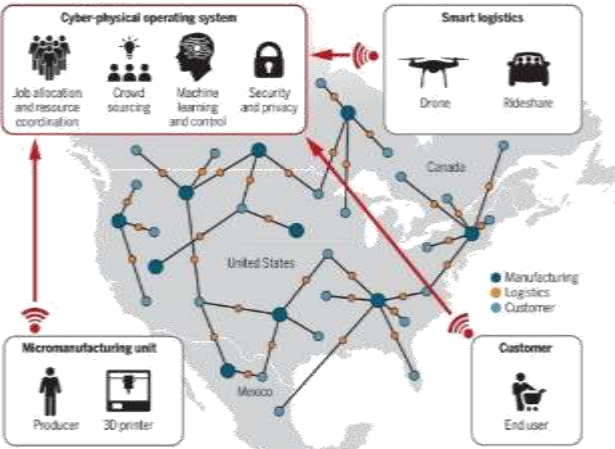 Cyber-physical operating system
Job allocation
and resource
coordination
Crowd
sourcing
Machine
learning
and control
Security
and privacy
Smart logistics
Drone
Rideshare
Canada
United States
Mexico
Manufacturing
Logistics
Customer
Micromanufacturing unit
Producer
3D printer
Customer
End user